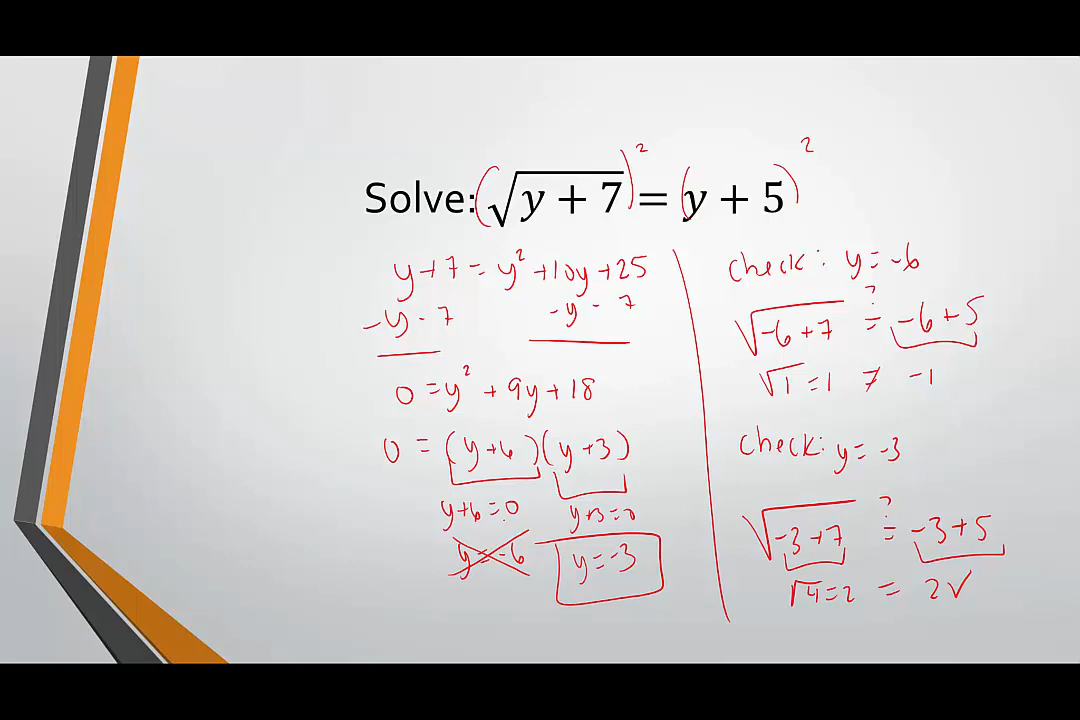 Solve: (√y + 7)² = (y + 5)²
y+7 = y² +10y +25
-y - 7 -y - 7
0 = y² + 9y + 18
0 = (y+6)(y+3)
y+6=0 y+3=0
y=-6 y=-3
check: y=-6
√-6+7 ≟ -6+5
√1=1 ≠ -1
check: y=-3
√-3+7 ≟ -3+5
√4=2 = 2✓